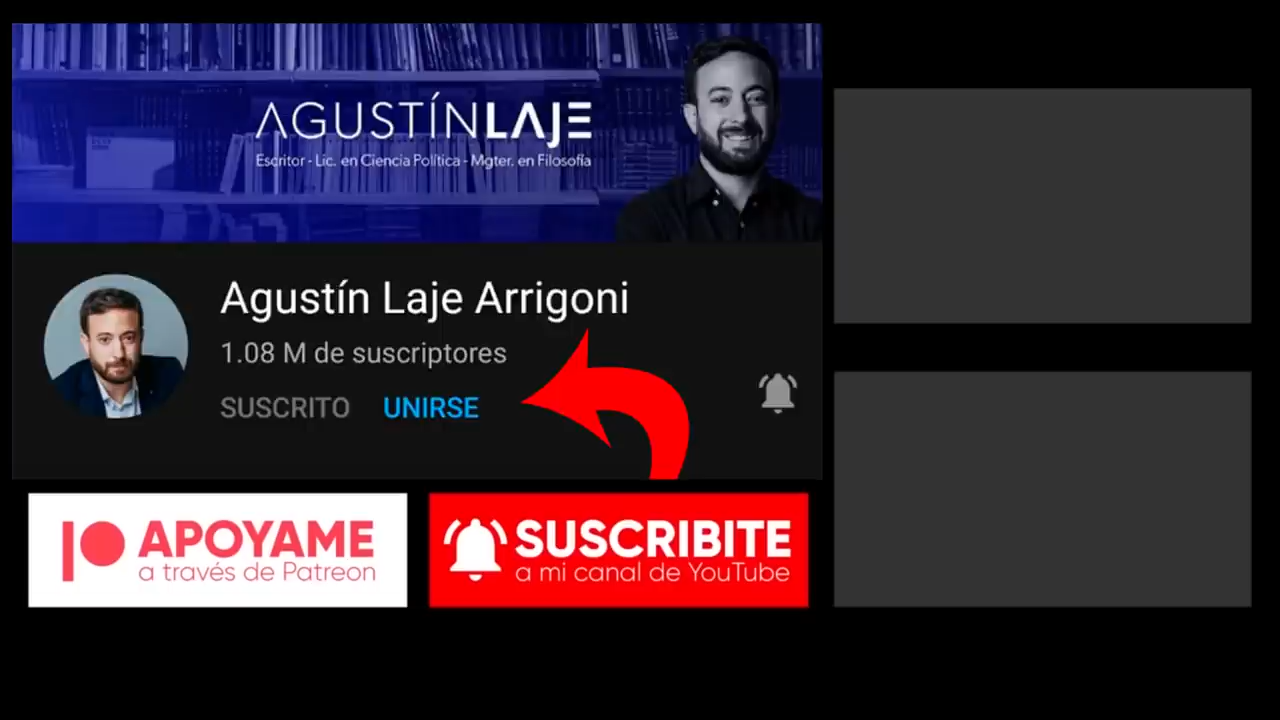 AGUSTÍNLAJE
Escritor - Lic. en Ciencia Política - Mgter. en Filosofía
Agustín Laje Arrigoni
1.08 M de suscriptores
SUSCRITO UNIRSE
APOYAME
a través de Patreon
SUSCRIBITE
a mi canal de YouTube